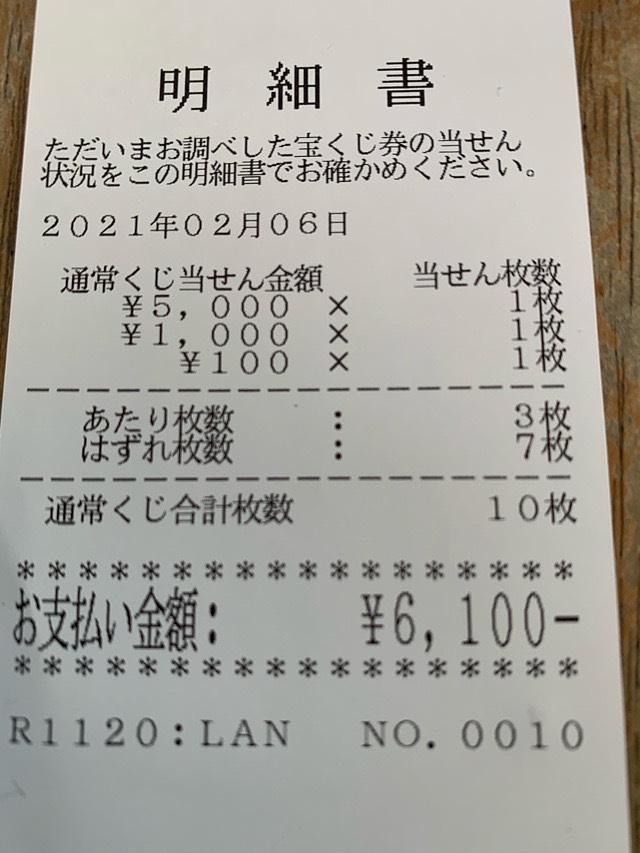 明 細 書
ただいまお調べした宝くじ券の当せん
状況をこの明細書でお確かめください。
２０２１年０２月０６日
通常くじ当せん金額 当せん枚数
¥５，０００ × １枚
¥１，０００ × １枚
¥１００ × １枚
－－－－－－－－－－－－－－－－－－
あたり枚数 ： ３枚
はずれ枚数 ： ７枚
－－－－－－－－－－－－－－－－－－
通常くじ合計枚数 １０枚
＊＊＊＊＊＊＊＊＊＊＊＊＊＊＊＊＊＊
お支払い金額： ¥６，１００－
＊＊＊＊＊＊＊＊＊＊＊＊＊＊＊＊＊＊
Ｒ１１２０：ＬＡＮ ＮＯ．００１０